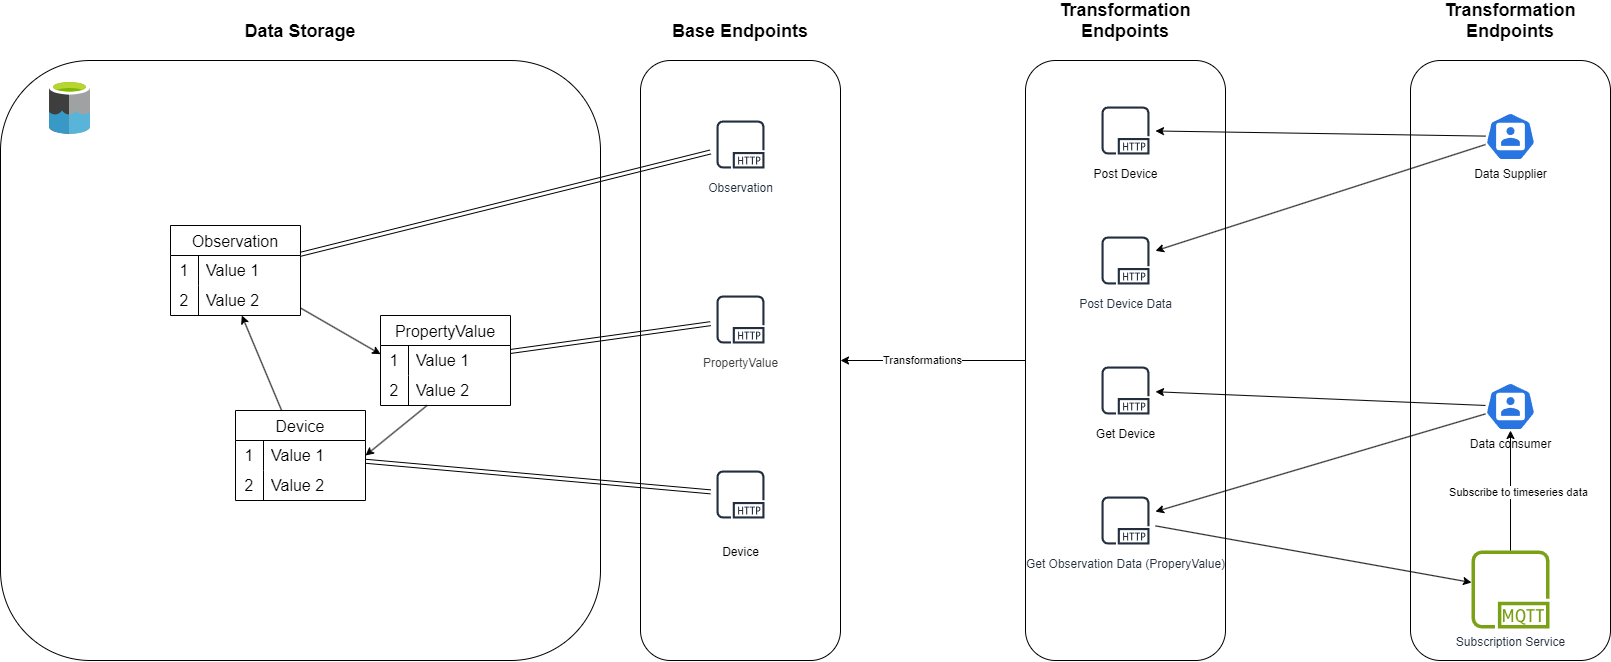 Data Storage
Base Endpoints
Transformation
Endpoints
Transformation
Endpoints
HTTP
Observation
HTTP
Post Device
Data Supplier
Observation
1 Value 1
2 Value 2
HTTP
Post Device Data
PropertyValue
1 Value 1
2 Value 2
HTTP
PropertyValue
Transformations
HTTP
Get Device
Data consumer
Device
1 Value 1
2 Value 2
HTTP
Device
Subscribe to timeseries data
HTTP
Get Observation Data (ProperyValue)
MQTT
Subscription Service